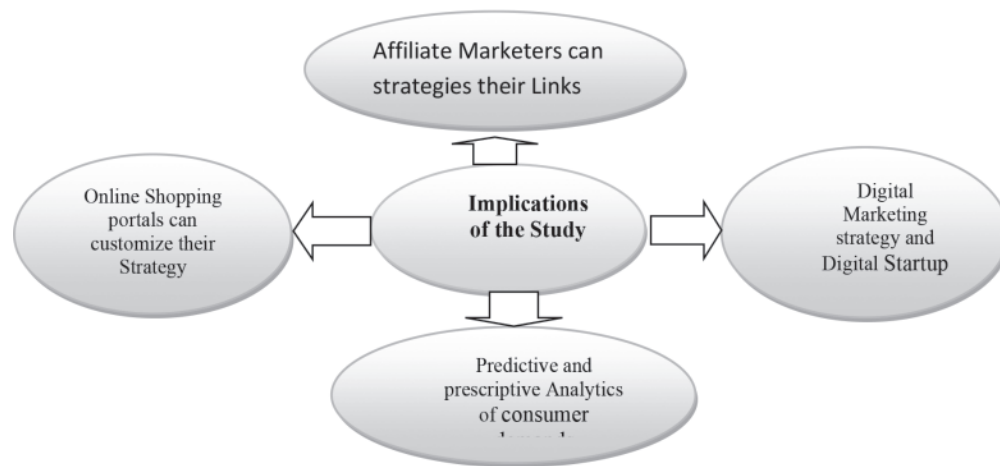 Affiliate Marketers can
strategies their Links
Online Shopping
portals can
customize their
Strategy
Implications
of the Study
Digital
Marketing
strategy and
Digital Startup
Predictive and
prescriptive Analytics
of consumer